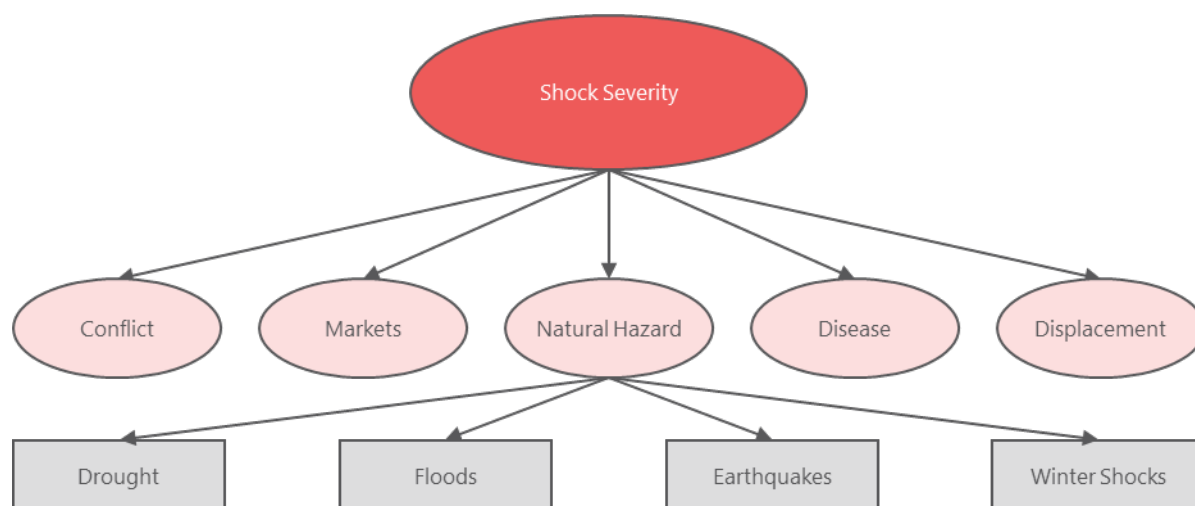 Shock Severity
Conflict
Markets
Natural Hazard
Disease
Displacement
Drought
Floods
Earthquakes
Winter Shocks